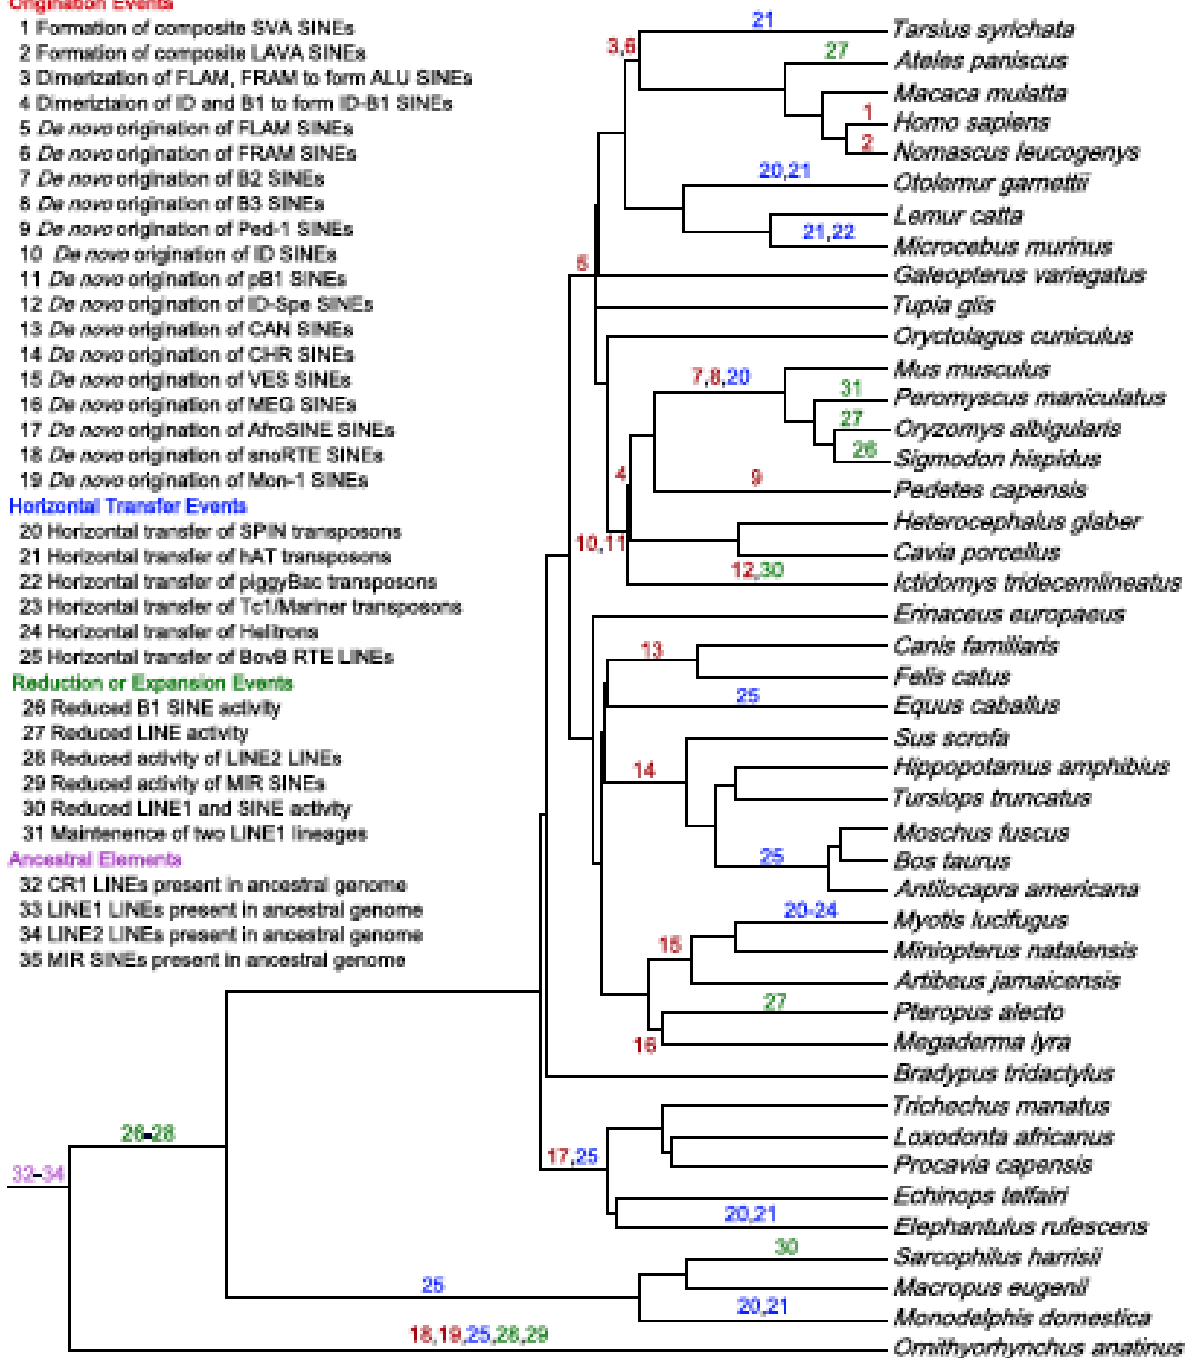 Origination Events
1 Formation of composite SVA SINEs
2 Formation of composite LAVA SINEs
3 Dimerization of FLAM, FRAM to form ALU SINEs
4 Dimeriztaion of ID and B1 to form ID-B1 SINEs
5 De novo origination of FLAM SINEs
6 De novo origination of FRAM SINEs
7 De novo origination of B2 SINEs
8 De novo origination of B3 SINEs
9 De novo origination of Ped-1 SINEs
10 De novo origination of ID SINEs
11 De novo origination of pB1 SINEs
12 De novo origination of ID-Spe SINEs
13 De novo origination of CAN SINEs
14 De novo origination of CHR SINEs
15 De novo origination of VES SINEs
16 De novo origination of MEG SINEs
17 De novo origination of AfroSINE SINEs
18 De novo origination of snoRTE SINEs
19 De novo origination of Mon-1 SINEs
Horizontal Transfer Events
20 Horizontal transfer of SPIN transposons
21 Horizontal transfer of hAT transposons
22 Horizontal transfer of piggyBac transposons
23 Horizontal transfer of Tc1/Mariner transposons
24 Horizontal transfer of Helitrons
25 Horizontal transfer of BovB RTE LINEs
Reduction or Expansion Events
26 Reduced B1 SINE activity
27 Reduced LINE activity
28 Reduced activity of LINE2 LINEs
29 Reduced activity of MIR SINEs
30 Reduced LINE1 and SINE activity
31 Maintenence of two LINE1 lineages
Ancestral Elements
32 CR1 LINEs present in ancestral genome
33 LINE1 LINEs present in ancestral genome
34 LINE2 LINEs present in ancestral genome
35 MIR SINEs present in ancestral genome
21
Tarsius syrichata
3,6
27
Ateles paniscus
Macaca mulatta
1
Homo sapiens
2
Nomascus leucogenys
20,21
Otolemur garnettii
Lemur catta
21,22
Microcebus murinus
5
Galeopterus variegatus
Tupia glis
Oryctolagus cuniculus
Mus musculus
7,8,20
31
Peromyscus maniculatus
27
Oryzomys albigularis
26
Sigmodon hispidus
4
9
Pedetes capensis
Heterocephalus glaber
10,11
Cavia porcellus
12,30
Ictidomys tridecemlineatus
Erinaceus europaeus
13
Canis familiaris
Felis catus
25
Equus caballus
Sus scrofa
14
Hippopotamus amphibius
Tursiops truncatus
Moschus fuscus
25
Bos taurus
Antilocapra americana
20-24
Myotis lucifugus
15
Miniopterus natalensis
Artibeus jamaicensis
27
Pteropus alecto
16
Megaderma lyra
Bradypus tridactylus
Trichechus manatus
26-28
Loxodonta africanus
17,25
Procavia capensis
32-34
Echinops telfairi
20,21
Elephantulus rufescens
30
Sarcophilus harrisii
25
Macropus eugenii
20,21
Monodelphis domestica
18,19,25,28,29
Ornithyorhynchus anatinus